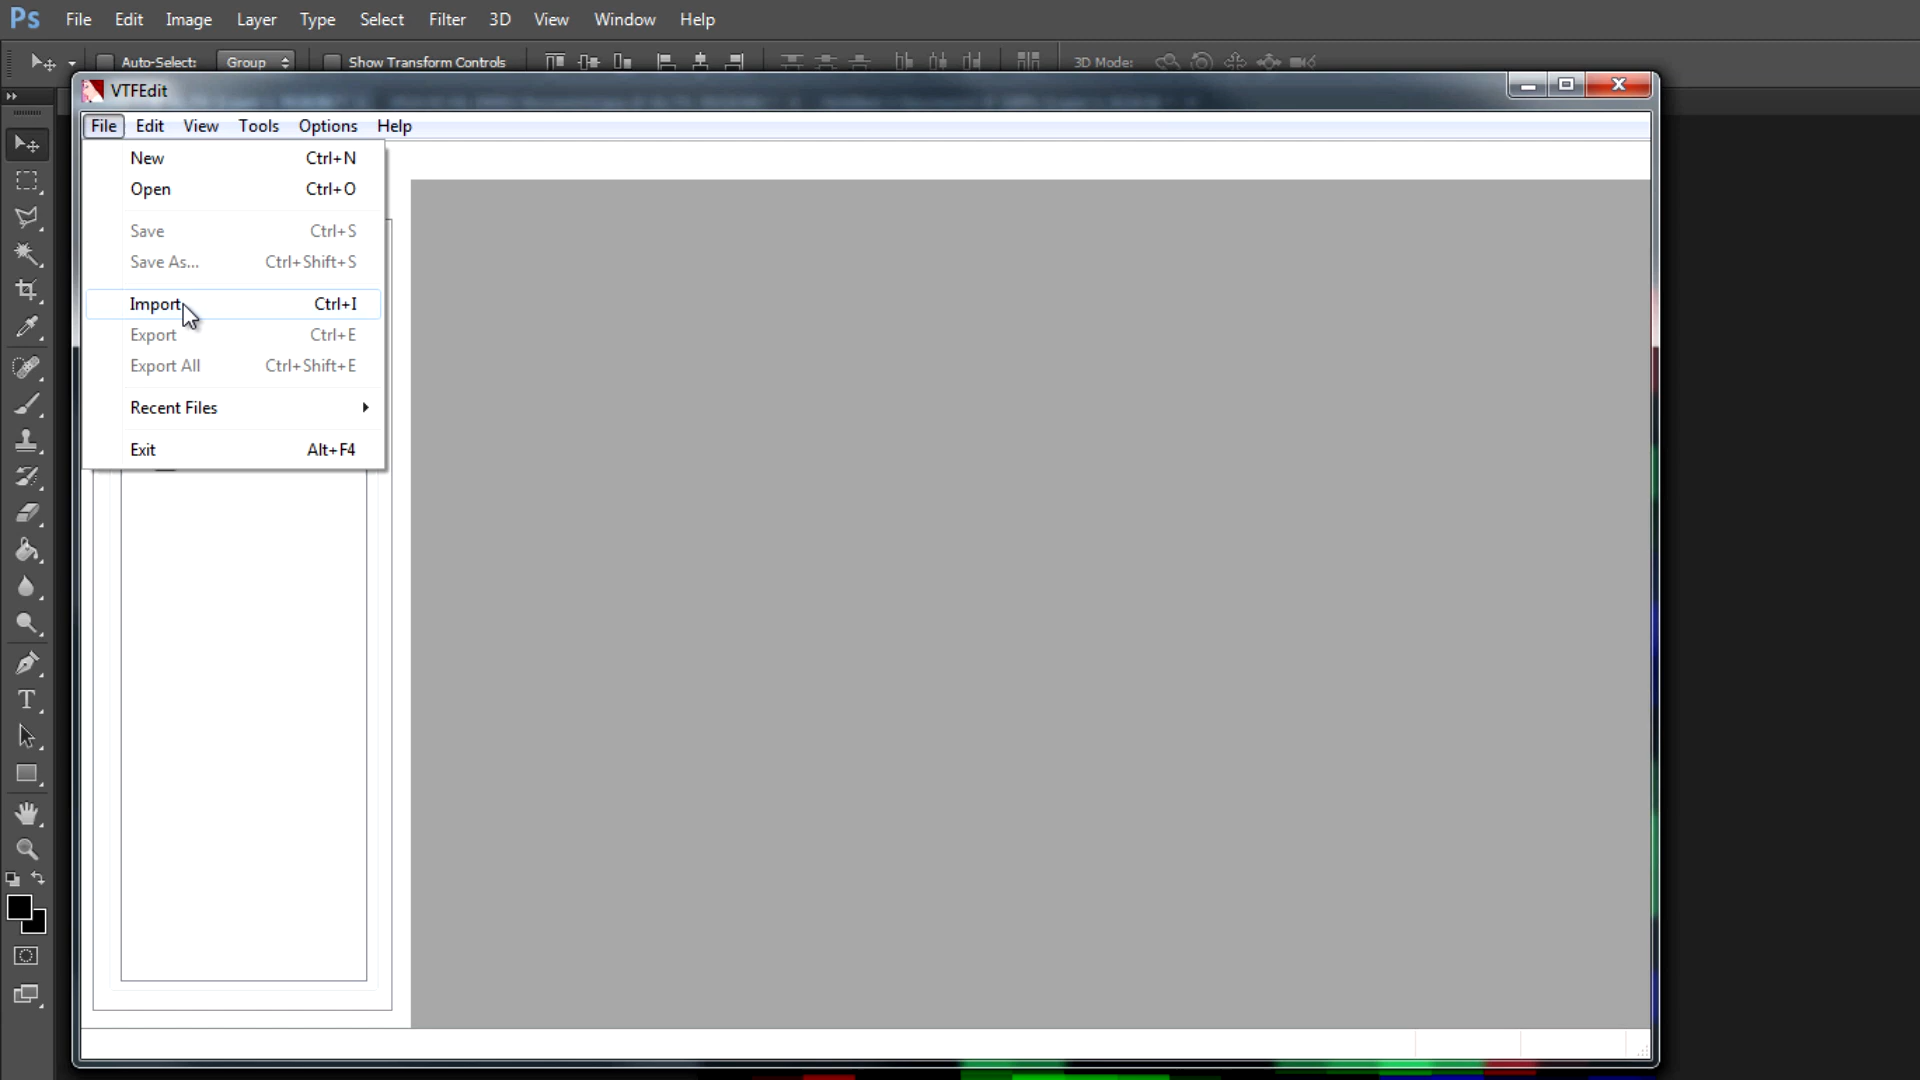 Ps File Edit Image Layer Type Select Filter 3D View Window Help
Auto-Select: Group Show Transform Controls 3D Mode:
VTFEdit
File Edit View Tools Options Help
New Ctrl+N
Open Ctrl+O
Save Ctrl+S
Save As... Ctrl+Shift+S
Import Ctrl+I
Export Ctrl+E
Export All Ctrl+Shift+E
Recent Files
Exit Alt+F4